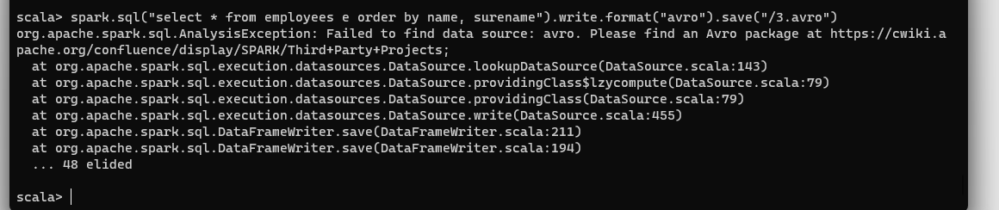 scala> spark.sql("select * from employees e order by name, surename").write.format("avro").save("/3.avro")
org.apache.spark.sql.AnalysisException: Failed to find data source: avro. Please find an Avro package at https://cwiki.a
pache.org/confluence/display/SPARK/Third+Party+Projects;
  at org.apache.spark.sql.execution.datasources.DataSource.lookupDataSource(DataSource.scala:143)
  at org.apache.spark.sql.execution.datasources.DataSource.providingClass$lzycompute(DataSource.scala:79)
  at org.apache.spark.sql.execution.datasources.DataSource.providingClass(DataSource.scala:79)
  at org.apache.spark.sql.execution.datasources.DataSource.write(DataSource.scala:455)
  at org.apache.spark.sql.DataFrameWriter.save(DataFrameWriter.scala:211)
  at org.apache.spark.sql.DataFrameWriter.save(DataFrameWriter.scala:194)
  ... 48 elided
scala>